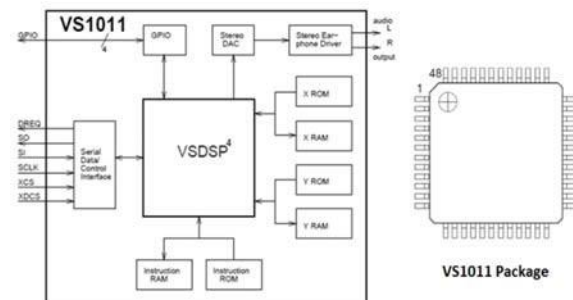 VS1011
GPIO
4
GPIO
Stereo
DAC
Stereo Ear-
phone Driver
audio
L
R
output
X ROM
X RAM
Y ROM
Y RAM
VSDSP4
DREQ
SO
SI
SCLK
XCS
XDCS
Serial
Data/
Control
Interface
Instruction
RAM
Instruction
ROM
48
1
VS1011 Package